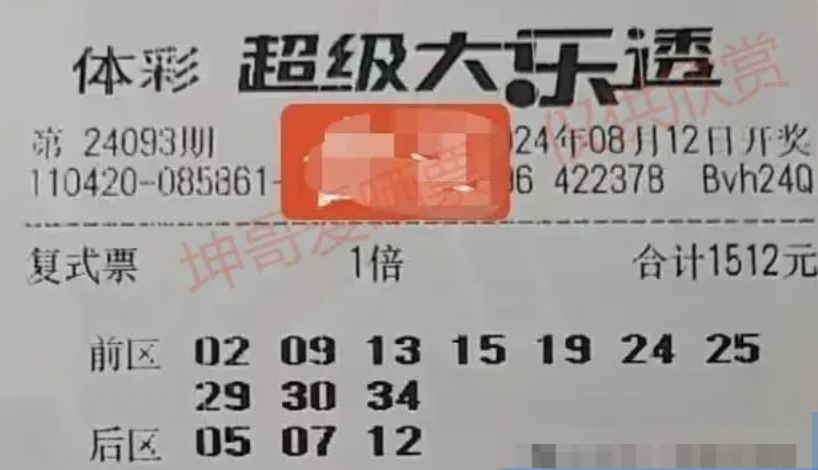 体彩 超级大乐透
第 24093期 024年08月12日开奖
110420-085861- 06 422378 Bvh24Q
复式票 1倍 合计1512元
前区 02 09 13 15 19 24 25
29 30 34
后区 05 07 12
坤哥爱晒票 仅供欣赏